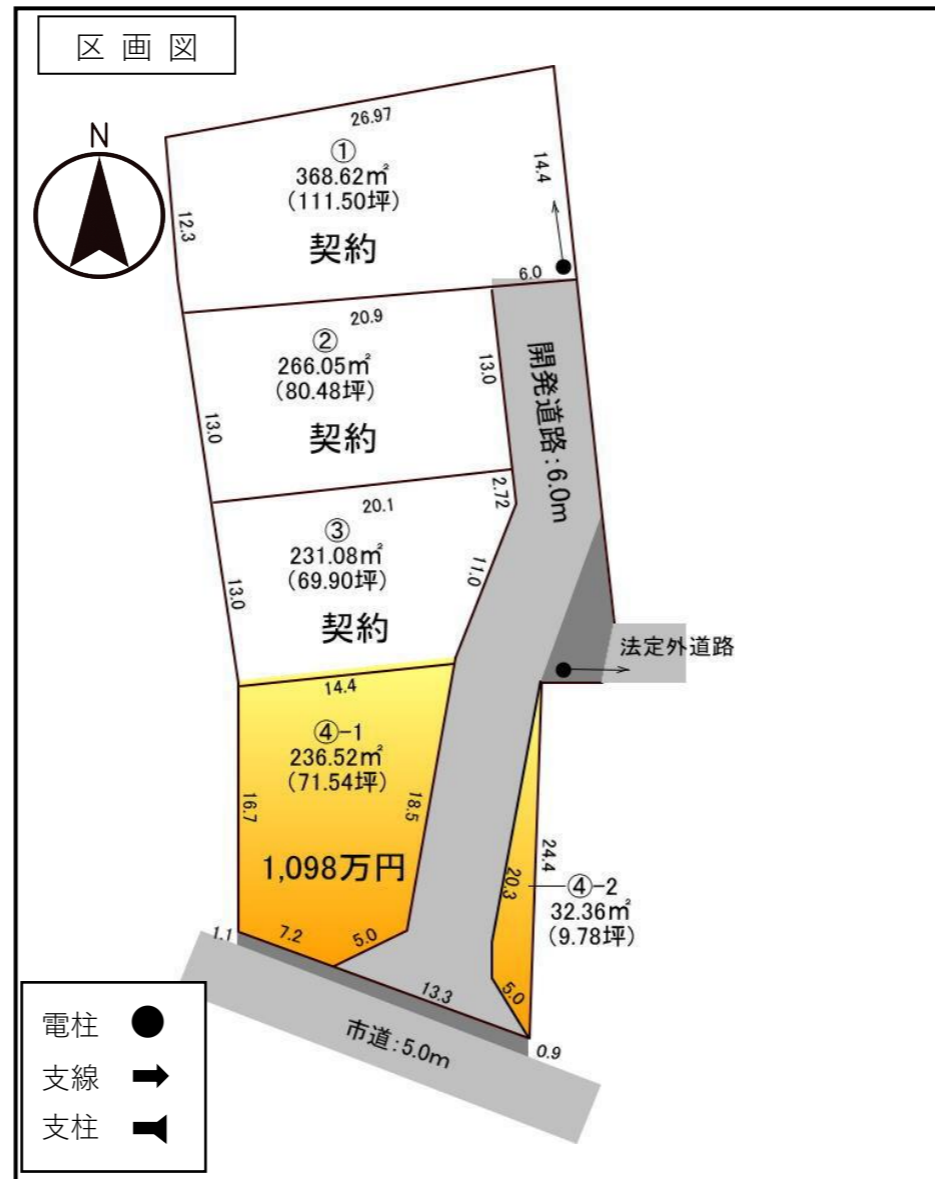 区画図
N
26.97
①
368.62㎡
(111.50坪)
契約
14.4
12.3
6.0
20.9
②
266.05㎡
(80.48坪)
契約
13.0
13.0
開発道路:6.0m
20.1
2.72
③
231.08㎡
(69.90坪)
契約
13.0
11.0
法定外道路
14.4
④-1
236.52㎡
(71.54坪)
16.7
18.5
1,098万円
24.4
20.3
④-2
32.36㎡
(9.78坪)
1.1
7.2
5.0
13.3
5.0
0.9
市道:5.0m
電柱
支線
支柱